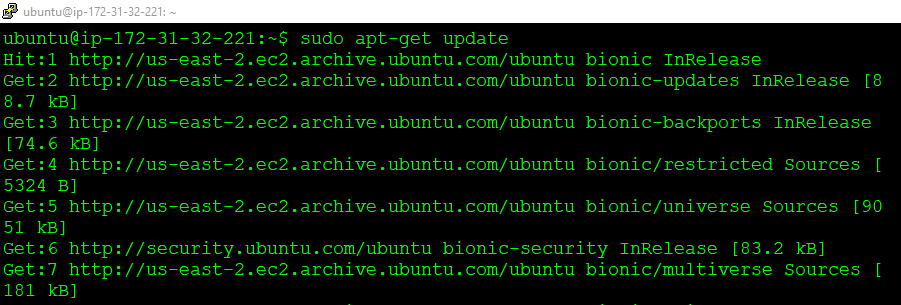 ubuntu@ip-172-31-32-221: ~
ubuntu@ip-172-31-32-221:~$ sudo apt-get update
Hit:1 http://us-east-2.ec2.archive.ubuntu.com/ubuntu bionic InRelease
Get:2 http://us-east-2.ec2.archive.ubuntu.com/ubuntu bionic-updates InRelease [8
8.7 kB]
Get:3 http://us-east-2.ec2.archive.ubuntu.com/ubuntu bionic-backports InRelease
[74.6 kB]
Get:4 http://us-east-2.ec2.archive.ubuntu.com/ubuntu bionic/restricted Sources [
5324 B]
Get:5 http://us-east-2.ec2.archive.ubuntu.com/ubuntu bionic/universe Sources [90
51 kB]
Get:6 http://security.ubuntu.com/ubuntu bionic-security InRelease [83.2 kB]
Get:7 http://us-east-2.ec2.archive.ubuntu.com/ubuntu bionic/multiverse Sources [
181 kB]